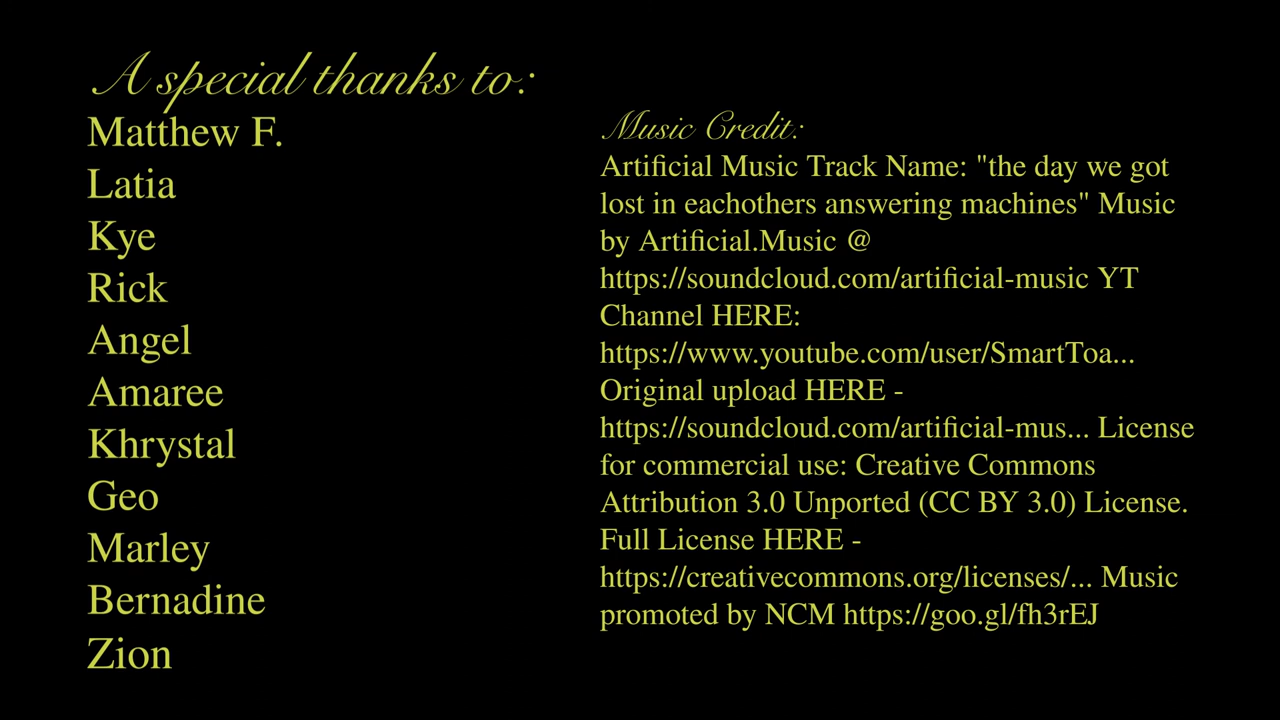 A special thanks to:
Matthew F.
Latia
Kye
Rick
Angel
Amaree
Khrystal
Geo
Marley
Bernadine
Zion
Music Credit:
Artificial Music Track Name: "the day we got
lost in eachothers answering machines" Music
by Artificial.Music @
https://soundcloud.com/artificial-music YT
Channel HERE:
https://www.youtube.com/user/SmartToa...
Original upload HERE -
https://soundcloud.com/artificial-mus... License
for commercial use: Creative Commons
Attribution 3.0 Unported (CC BY 3.0) License.
Full License HERE -
https://creativecommons.org/licenses/... Music
promoted by NCM https://goo.gl/fh3rEJ